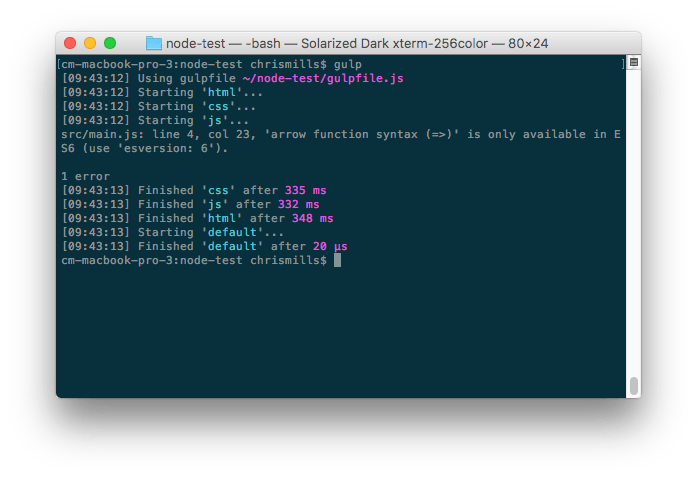 node-test — -bash — Solarized Dark xterm-256color — 80×24
[cm-macbook-pro-3:node-test chrismills$ gulp ]
[09:43:12] Using gulpfile ~/node-test/gulpfile.js
[09:43:12] Starting 'html'...
[09:43:12] Starting 'css'...
[09:43:12] Starting 'js'...
src/main.js: line 4, col 23, 'arrow function syntax (=>)' is only available in E
S6 (use 'esversion: 6').
1 error
[09:43:13] Finished 'css' after 335 ms
[09:43:13] Finished 'js' after 332 ms
[09:43:13] Finished 'html' after 348 ms
[09:43:13] Starting 'default'...
[09:43:13] Finished 'default' after 20 μs
cm-macbook-pro-3:node-test chrismills$